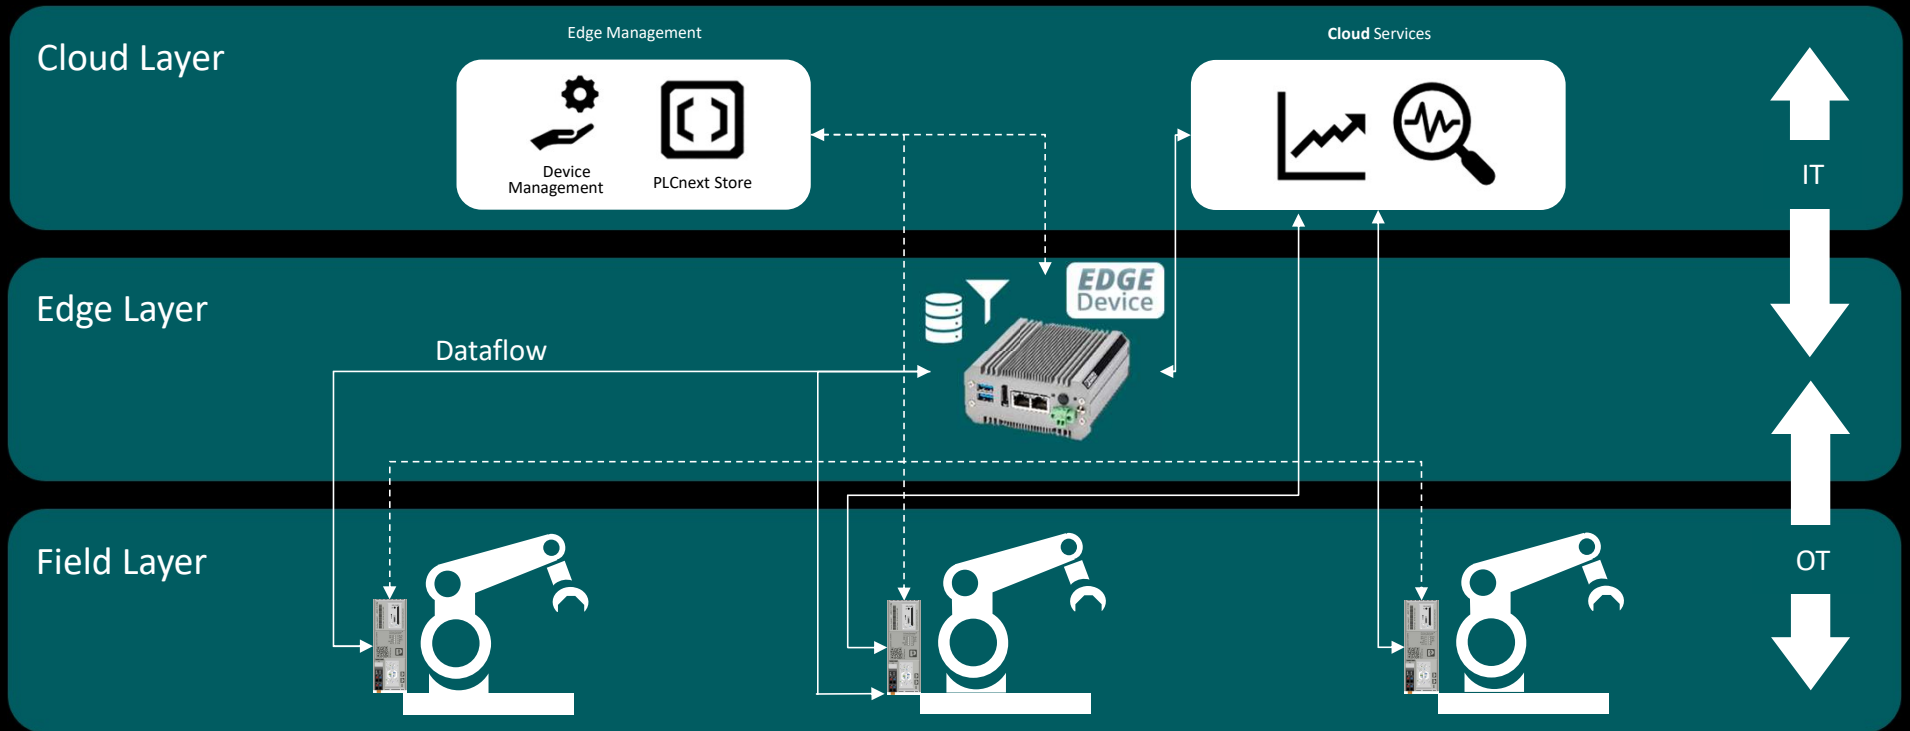 Cloud Layer
Edge Management
Device
Management
PLCnext Store
Cloud Services
IT
Edge Layer
EDGE
Device
Dataflow
Field Layer
OT